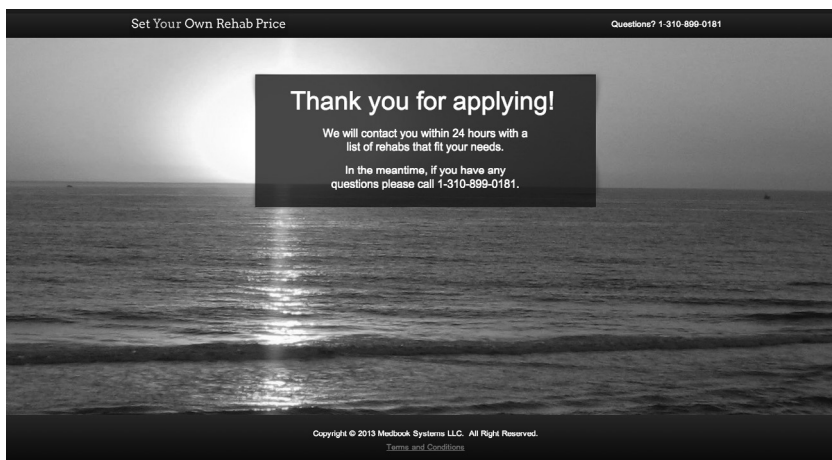 Set Your Own Rehab Price
Questions? 1-310-899-0181
Thank you for applying!
We will contact you within 24 hours with a
list of rehabs that fit your needs.
In the meantime, if you have any
questions please call 1-310-899-0181.
Copyright © 2013 Medbook Systems LLC. All Right Reserved.
Terms and Conditions